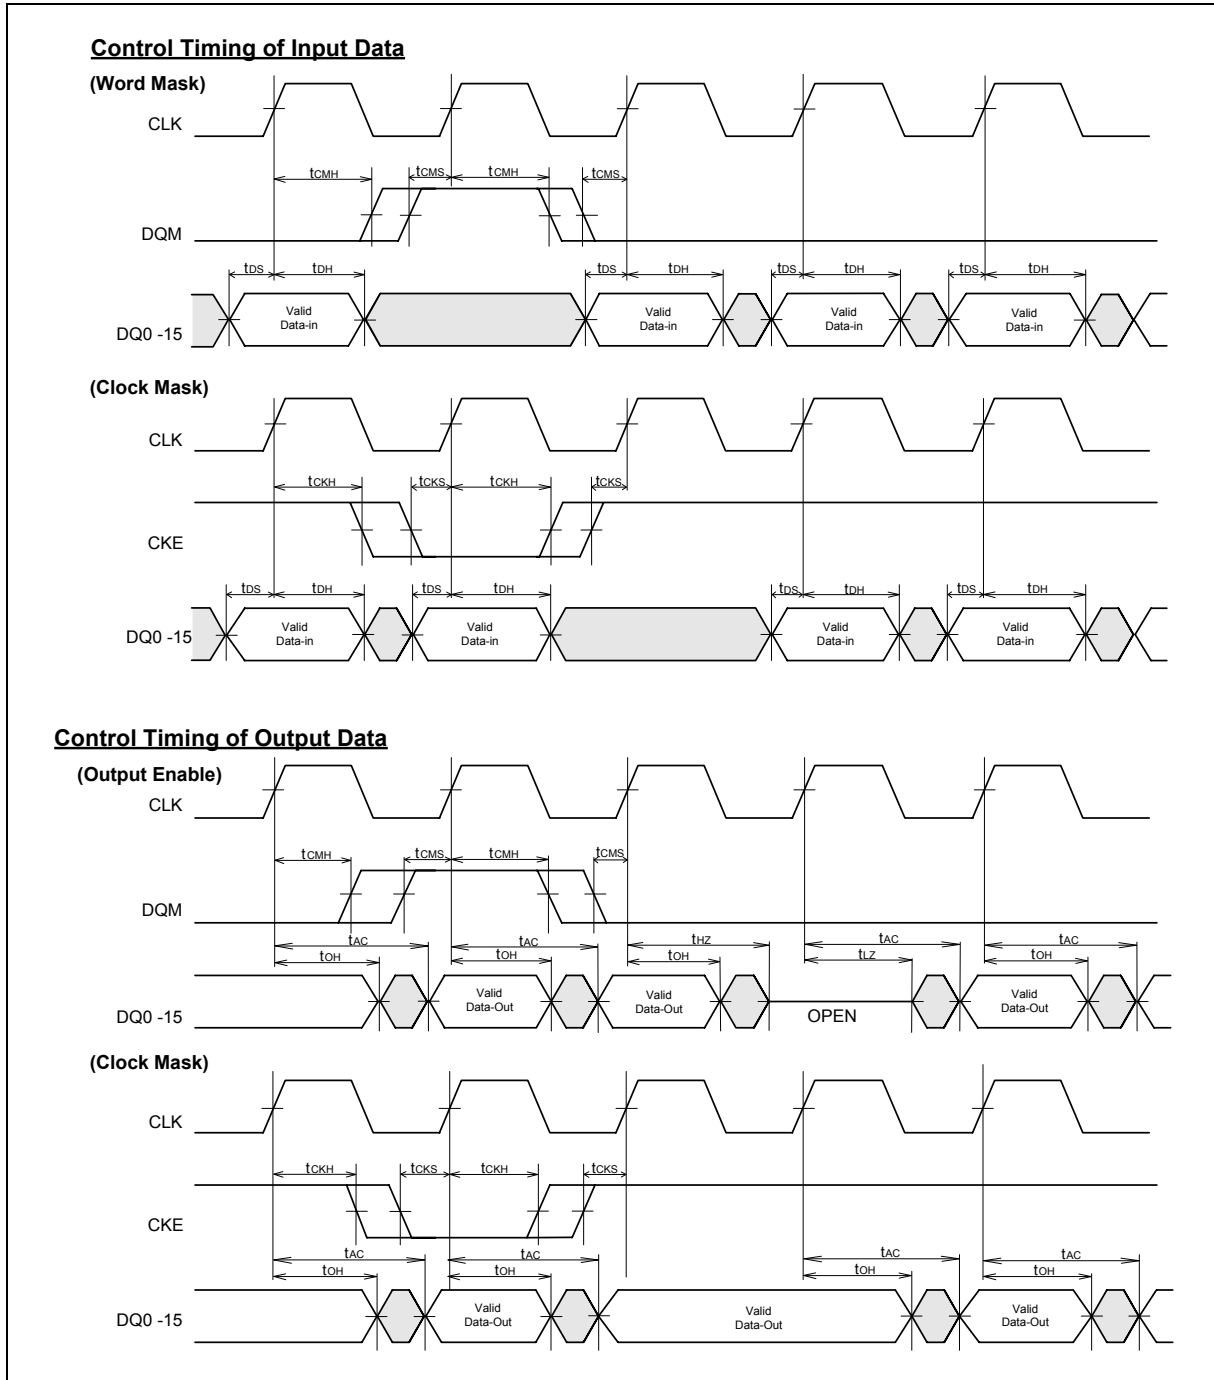 Control Timing of Input Data
(Word Mask)
CLK
tCMH tCMS tCMH tCMS
DQM
tDS tDH tDS tDH tDS tDH tDS tDH
DQ0 -15
Valid Data-in
Valid Data-in
Valid Data-in
Valid Data-in
(Clock Mask)
CLK
tCKH tCKS tCKH tCKS
CKE
tDS tDH tDS tDH tDS tDH tDS tDH
DQ0 -15
Valid Data-in
Valid Data-in
Valid Data-in
Valid Data-in
Control Timing of Output Data
(Output Enable)
CLK
tCMH tCMS tCMH tCMS
DQM
tAC tAC tHZ tAC tAC
tOH tOH tOH tLZ tOH
DQ0 -15
Valid Data-Out
Valid Data-Out
OPEN
Valid Data-Out
(Clock Mask)
CLK
tCKH tCKS tCKH tCKS
CKE
tAC tAC tAC tAC
tOH tOH tOH tOH
DQ0 -15
Valid Data-Out
Valid Data-Out
Valid Data-Out